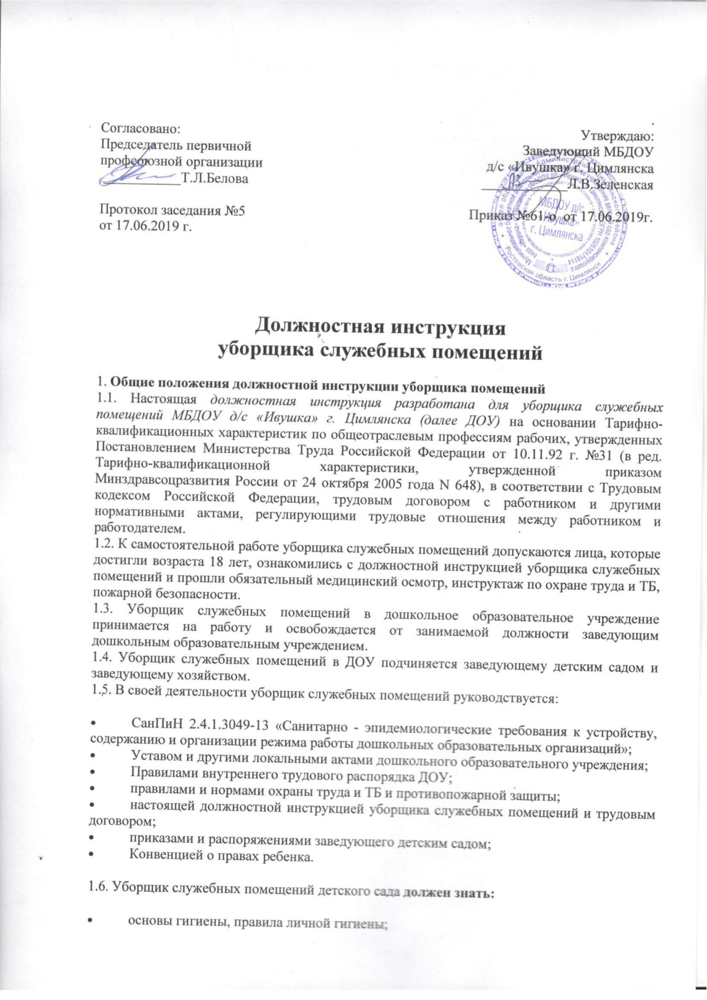 Согласовано:
Председатель первичной
профсоюзной организации
____________Т.Л.Белова
Протокол заседания №5
от 17.06.2019 г.
Утверждаю:
Заведующий МБДОУ
д/с «Ивушка» г. Цимлянска
_____________Л.В.Зеленская
Приказ №61-о от 17.06.2019г.
МБДОУ д/с
«Ивушка»
г. Цимлянска
Ростовская область г. Цимлянск
Должностная инструкция
уборщика служебных помещений
1. Общие положения должностной инструкции уборщика помещений
1.1. Настоящая должностная инструкция разработана для уборщика служебных
помещений МБДОУ д/с «Ивушка» г. Цимлянска (далее ДОУ) на основании Тарифно-
квалификационных характеристик по общеотраслевым профессиям рабочих, утвержденных
Постановлением Министерства Труда Российской Федерации от 10.11.92 г. №31 (в ред.
Тарифно-квалификационной характеристики, утвержденной приказом
Минздравсоцразвития России от 24 октября 2005 года N 648), в соответствии с Трудовым
кодексом Российской Федерации, трудовым договором с работником и другими
нормативными актами, регулирующими трудовые отношения между работником и
работодателем.
1.2. К самостоятельной работе уборщика служебных помещений допускаются лица, которые
достигли возраста 18 лет, ознакомились с должностной инструкцией уборщика служебных
помещений и прошли обязательный медицинский осмотр, инструктаж по охране труда и ТБ,
пожарной безопасности.
1.3. Уборщик служебных помещений в дошкольное образовательное учреждение
принимается на работу и освобождается от занимаемой должности заведующим
дошкольным образовательным учреждением.
1.4. Уборщик служебных помещений в ДОУ подчиняется заведующему детским садом и
заведующему хозяйством.
1.5. В своей деятельности уборщик служебных помещений руководствуется:
• СанПиН 2.4.1.3049-13 «Санитарно - эпидемиологические требования к устройству,
содержанию и организации режима работы дошкольных образовательных организаций»;
• Уставом и другими локальными актами дошкольного образовательного учреждения;
• Правилами внутреннего трудового распорядка ДОУ;
• правилами и нормами охраны труда и ТБ и противопожарной защиты;
• настоящей должностной инструкцией уборщика служебных помещений и трудовым
договором;
• приказами и распоряжениями заведующего детским садом;
• Конвенцией о правах ребенка.
1.6. Уборщик служебных помещений детского сада должен знать:
• основы гигиены, правила личной гигиены;